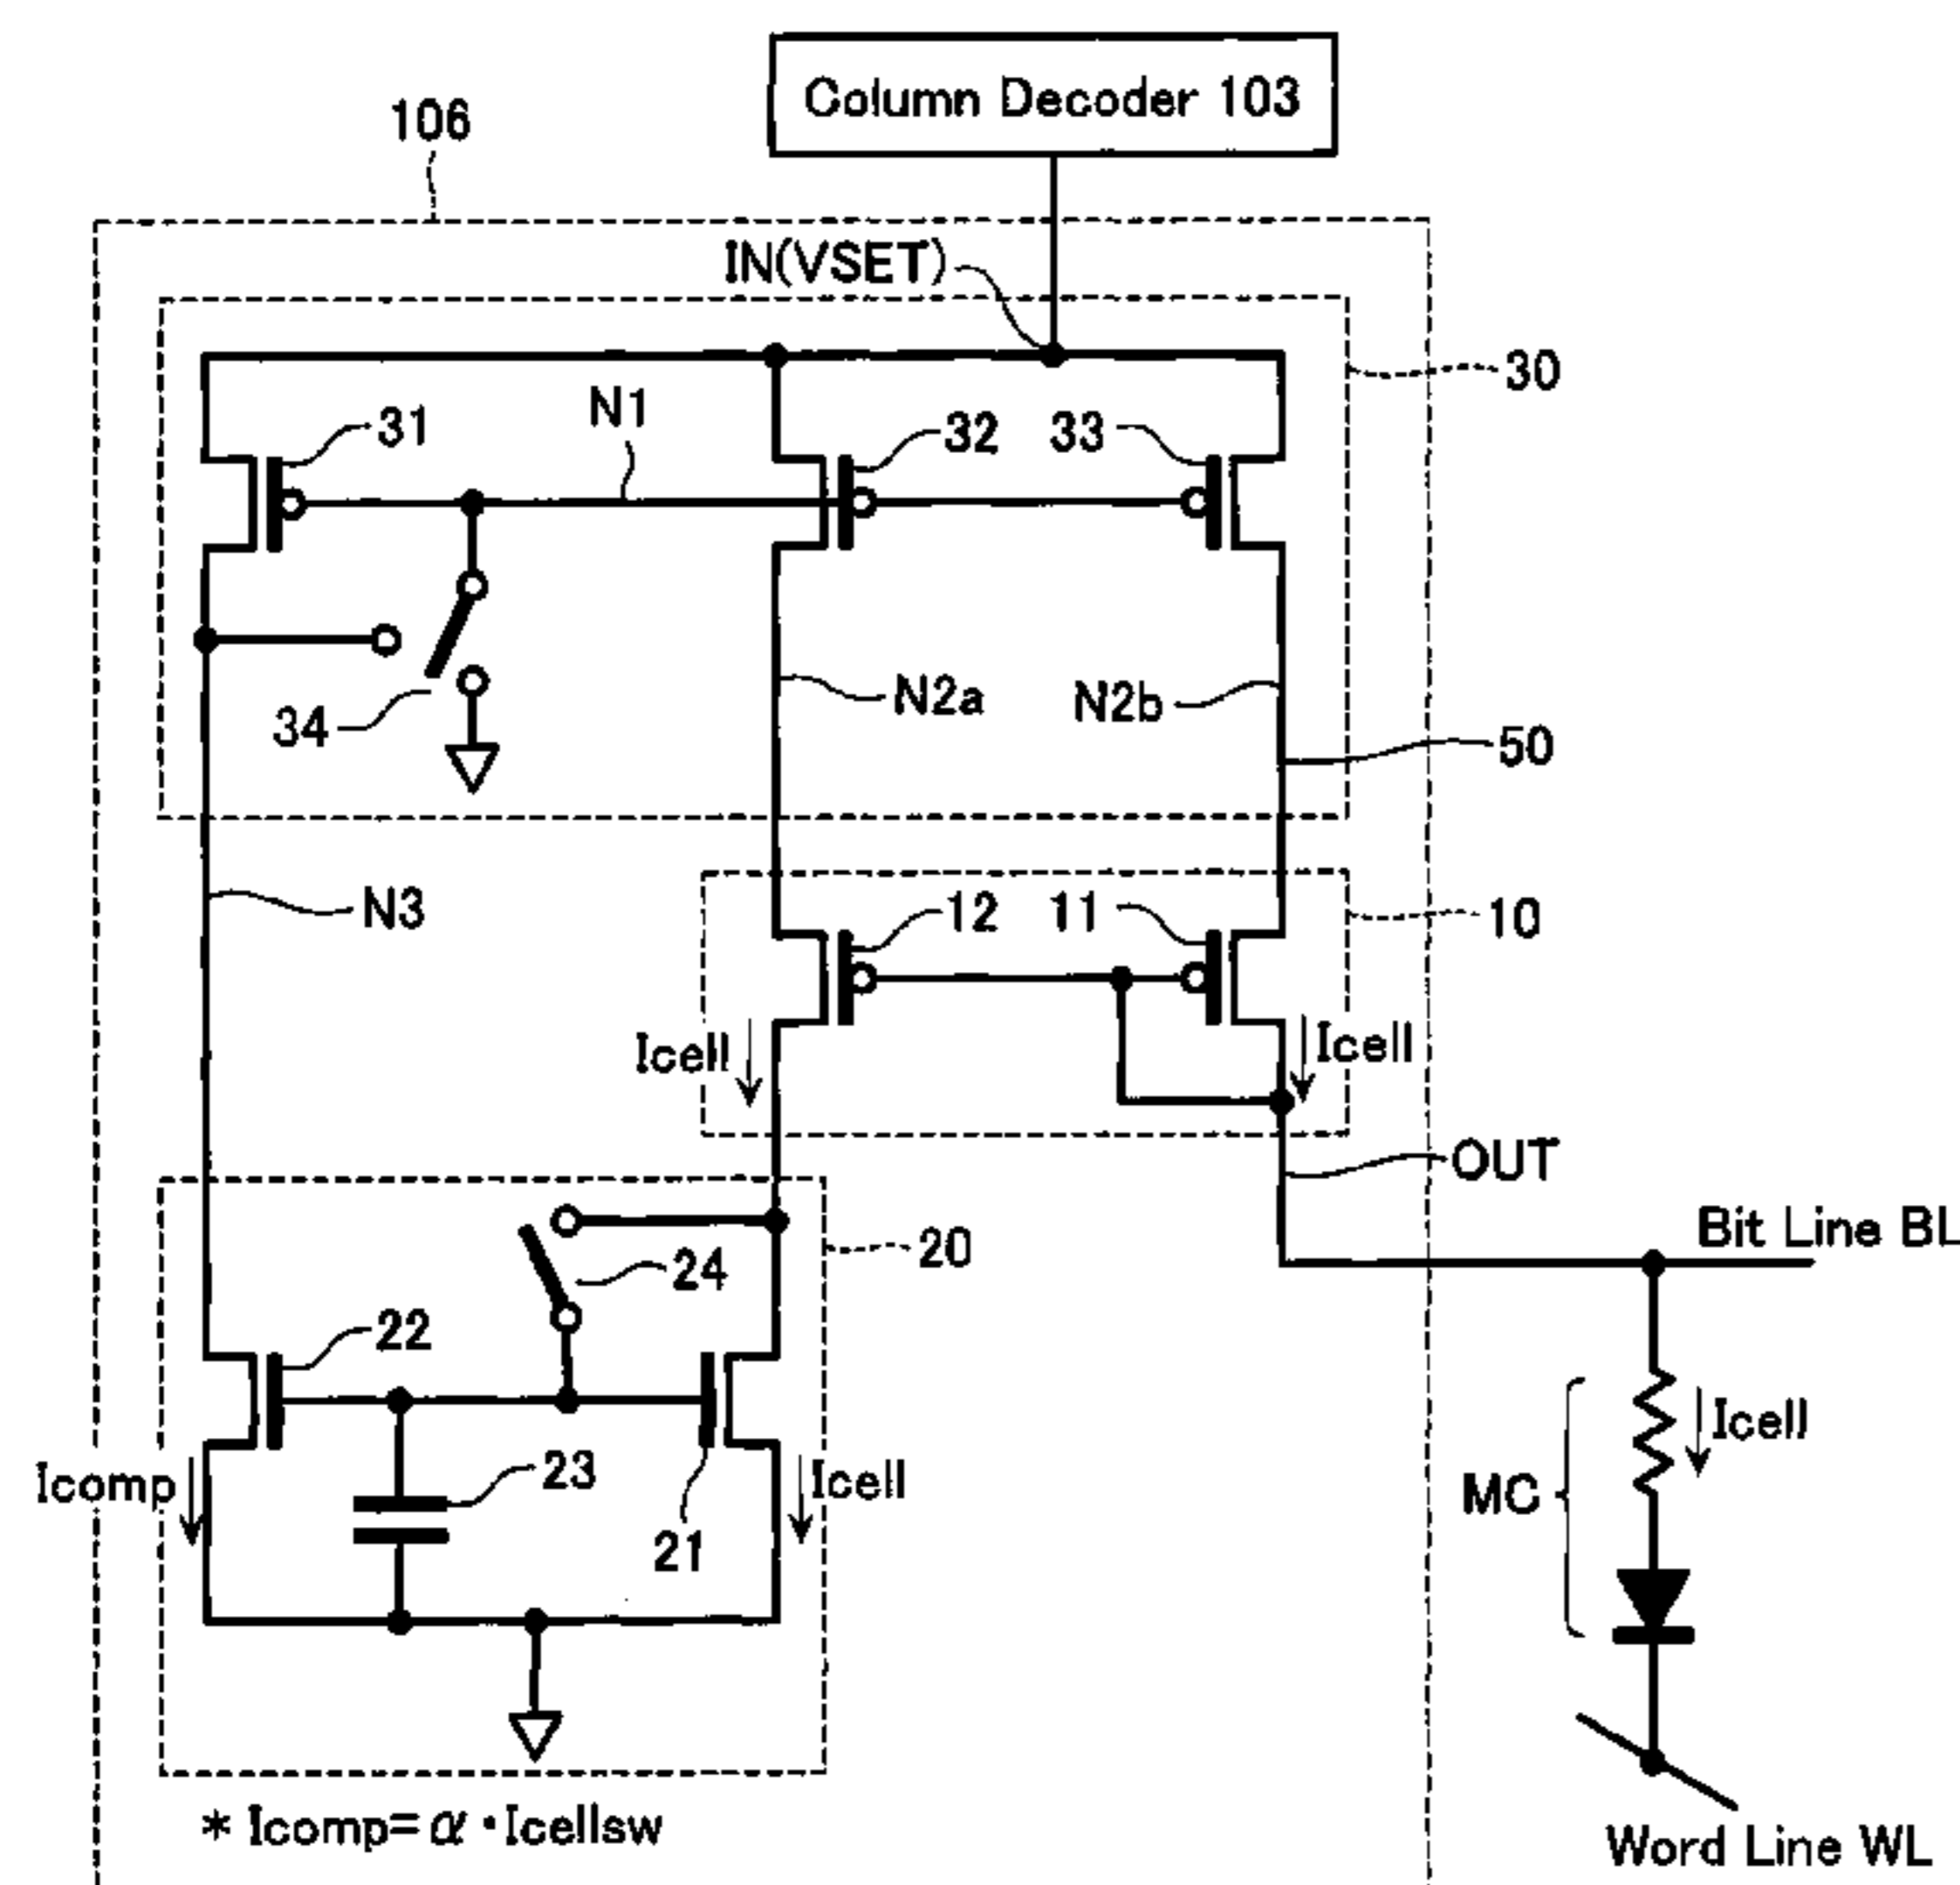 Column Decoder 103
106
IN(VSET)
30
N1
31
32
33
34
N2a
N2b
50
N3
12
11
10
Icell
Icell
OUT
Bit Line BL
24
20
22
Icell
MC
Icomp
23
Icell
21
* Icomp=α·Icellsw
Word Line WL